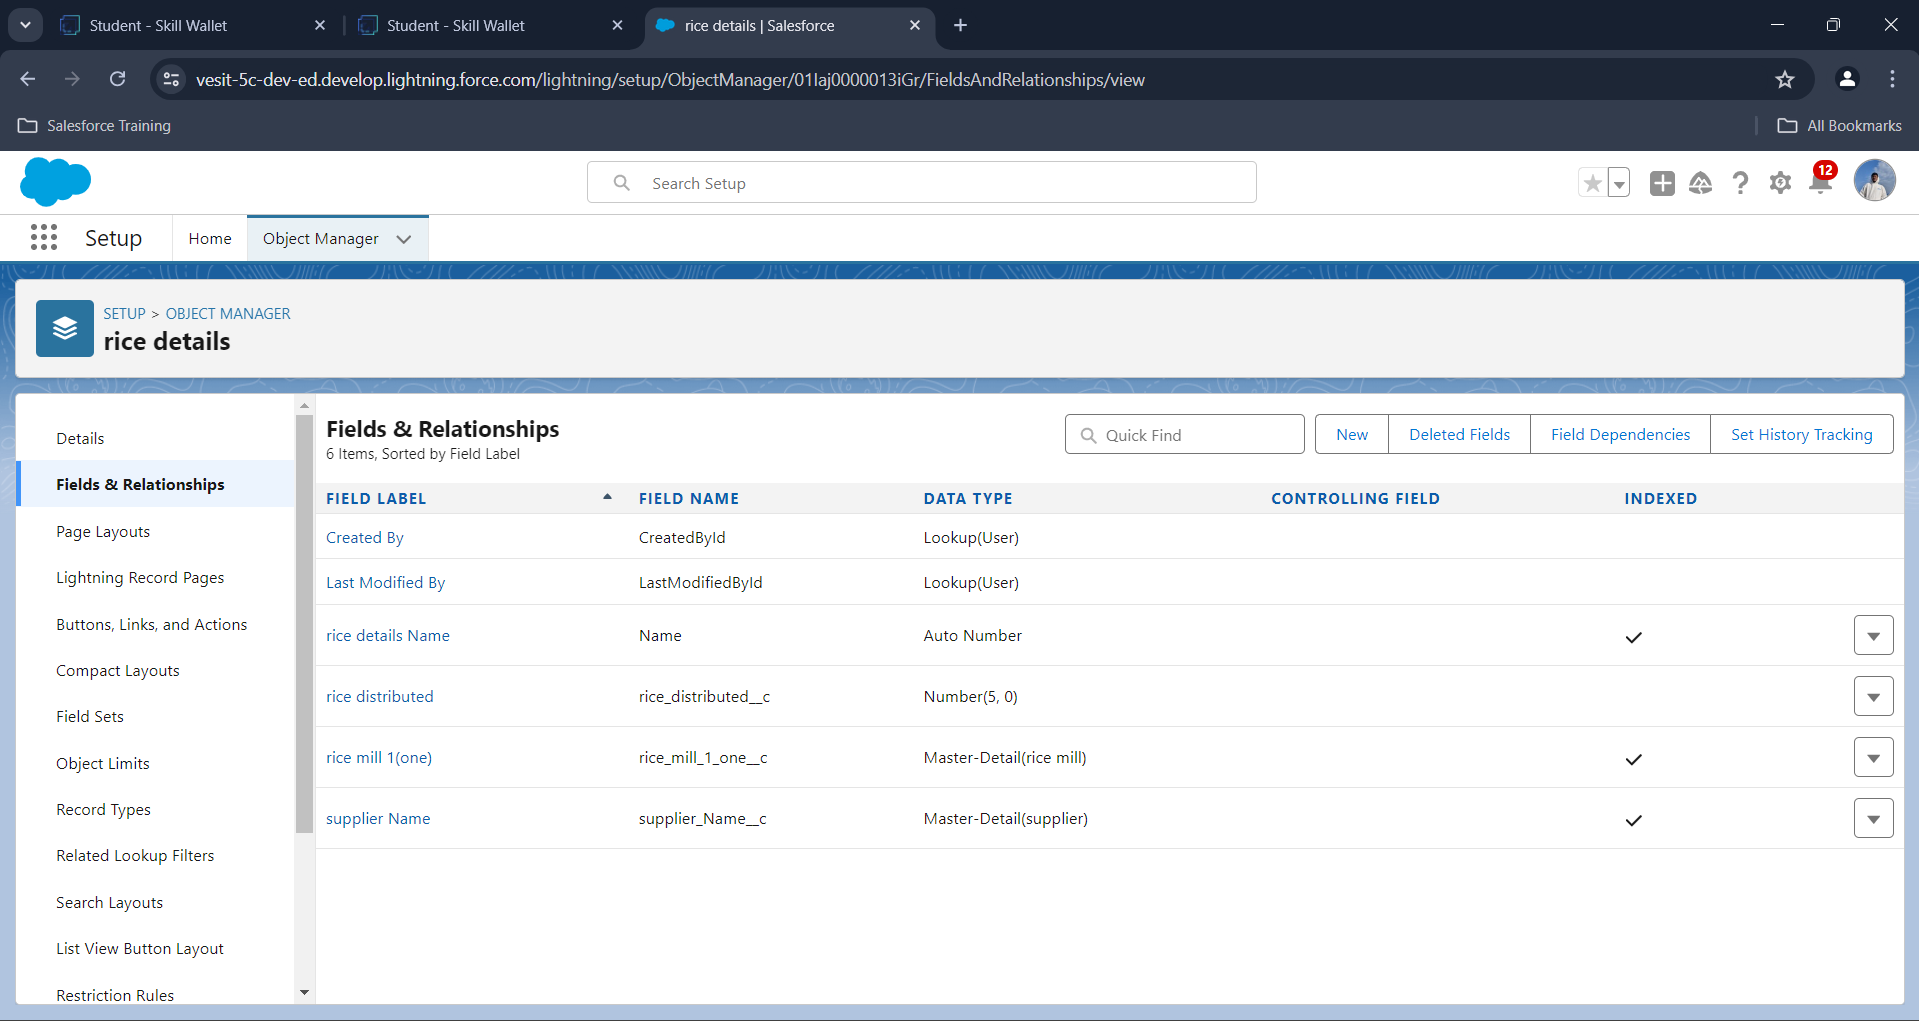 Student - Skill Wallet
Student - Skill Wallet
rice details | Salesforce
vesit-5c-dev-ed.develop.lightning.force.com/lightning/setup/ObjectManager/01Iaj0000013iGr/FieldsAndRelationships/view
Salesforce Training
All Bookmarks
Search Setup
12
Setup
Home
Object Manager
SETUP > OBJECT MANAGER
rice details
Details
Fields & Relationships
Page Layouts
Lightning Record Pages
Buttons, Links, and Actions
Compact Layouts
Field Sets
Object Limits
Record Types
Related Lookup Filters
Search Layouts
List View Button Layout
Restriction Rules
Fields & Relationships
6 Items, Sorted by Field Label
Quick Find
New
Deleted Fields
Field Dependencies
Set History Tracking
FIELD LABEL FIELD NAME DATA TYPE CONTROLLING FIELD INDEXED
Created By CreatedById Lookup(User)
Last Modified By LastModifiedById Lookup(User)
rice details Name Name Auto Number
rice distributed rice_distributed__c Number(5, 0)
rice mill 1(one) rice_mill_1_one__c Master-Detail(rice mill)
supplier Name supplier_Name__c Master-Detail(supplier)